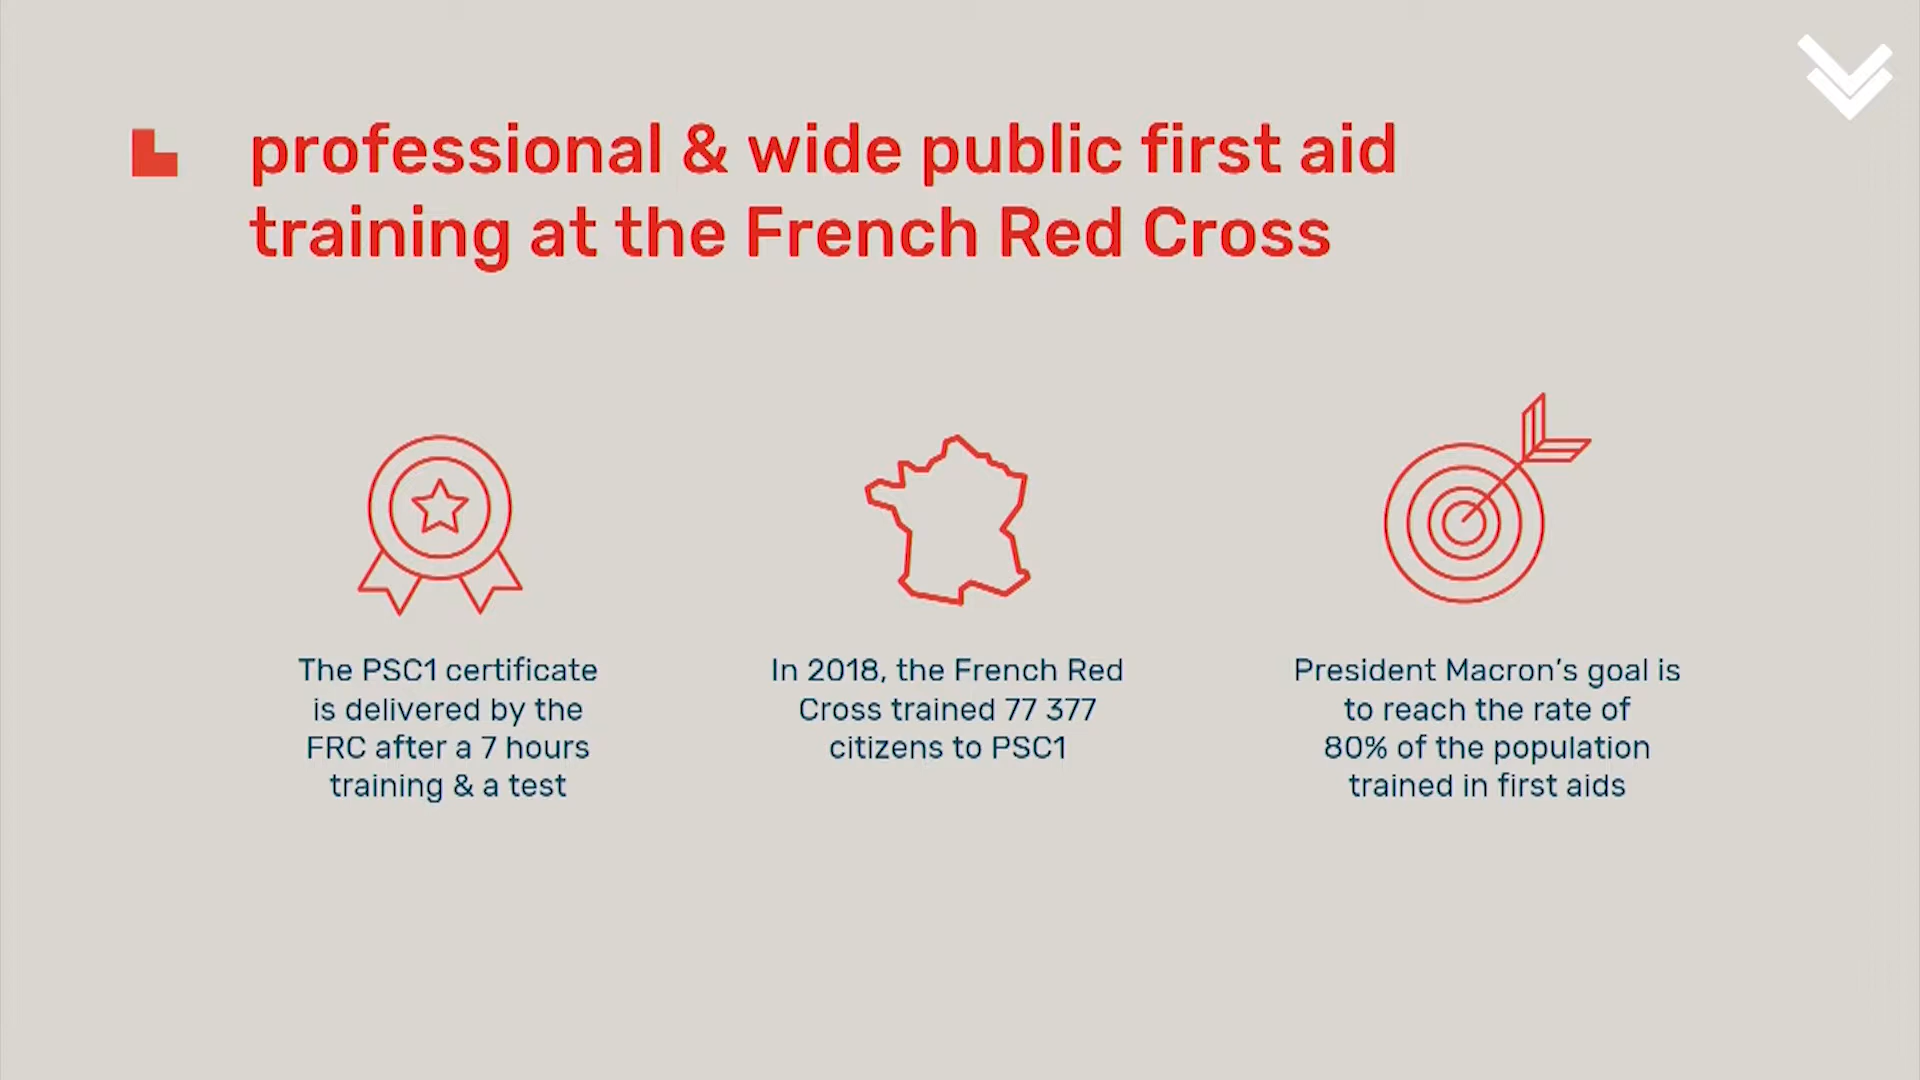 professional & wide public first aid
training at the French Red Cross
The PSC1 certificate
is delivered by the
FRC after a 7 hours
training & a test
In 2018, the French Red
Cross trained 77 377
citizens to PSC1
President Macron's goal is
to reach the rate of
80% of the population
trained in first aids